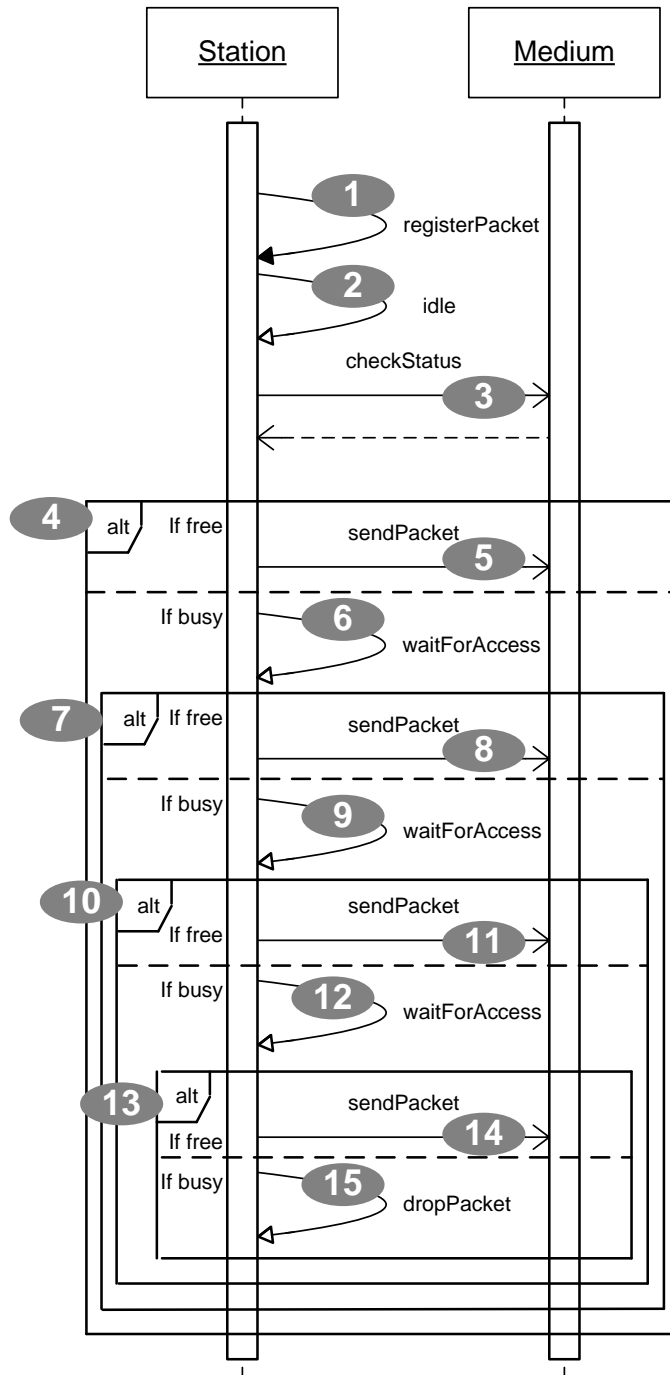 Station Medium
1
registerPacket
2
idle
checkStatus
3
4
alt If free sendPacket
5
If busy 6
waitForAccess
7
alt If free sendPacket
8
If busy 9
waitForAccess
10
alt sendPacket
If free 11
If busy 12
waitForAccess
13
alt sendPacket
If free 14
If busy 15
dropPacket